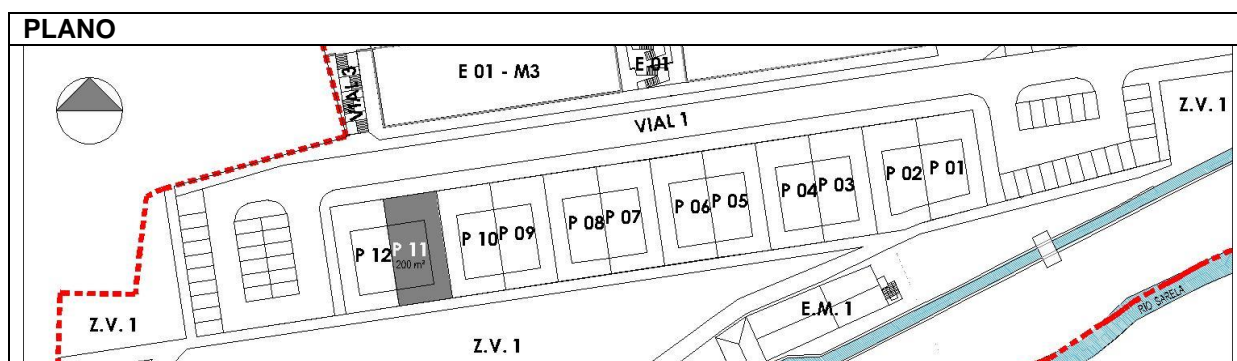 PLANO
E 01 - M3
E 01
VIAL 3
VIAL 1
Z.V. 1
P 12
P 11
200 m²
P 10
P 09
P 08
P 07
P 06
P 05
P 04
P 03
P 02
P 01
Z.V. 1
Z.V. 1
E.M. 1
RIO SARELA